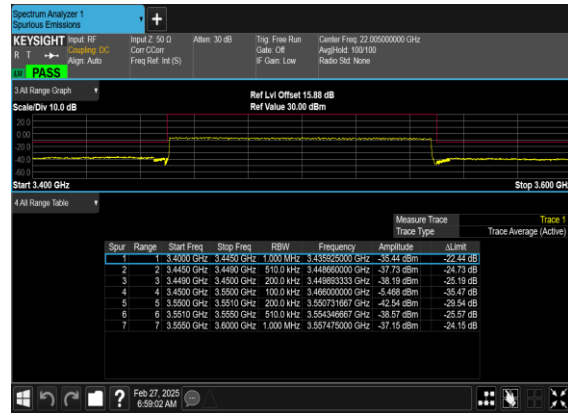 Spectrum Analyzer 1
Spurious Emissions
+
KEYSIGHT Input: RF Input Z: 50 Ω Atten: 30 dB Trig: Free Run Center Freq: 22.005000000 GHz
R T Coupling: DC Corr CCorr Gate: Off Avg|Hold: 100/100
Align: Auto Freq Ref: Int (S) IF Gain: Low Radio Std: None
PASS
3 All Range Graph
Ref Lvl Offset 15.88 dB
Scale/Div 10.0 dB Ref Value 30.00 dBm
20.0
0.00
-20.0
-40.0
-60.0
Start 3.400 GHz Stop 3.600 GH
4 All Range Table
Measure Trace Trace 1
Trace Type Trace Average (Active)
Spur Range Start Freq Stop Freq RBW Frequency Amplitude ΔLimit
1 1 3.4000 GHz 3.4450 GHz 1.000 MHz 3.435925000 GHz -35.44 dBm -22.44 dB
2 2 3.4450 GHz 3.4490 GHz 510.0 kHz 3.448660000 GHz -37.73 dBm -24.73 dB
3 3 3.4490 GHz 3.4500 GHz 200.0 kHz 3.449893333 GHz -38.19 dBm -25.19 dB
4 4 3.4500 GHz 3.5500 GHz 100.0 kHz 3.466000000 GHz -5.468 dBm -35.47 dB
5 5 3.5500 GHz 3.5510 GHz 200.0 kHz 3.550731667 GHz -42.54 dBm -29.54 dB
6 6 3.5510 GHz 3.5550 GHz 510.0 kHz 3.554346667 GHz -38.57 dBm -25.57 dB
7 7 3.5550 GHz 3.6000 GHz 1.000 MHz 3.557475000 GHz -37.15 dBm -24.15 dB
? Feb 27, 2025
6:59:02 AM